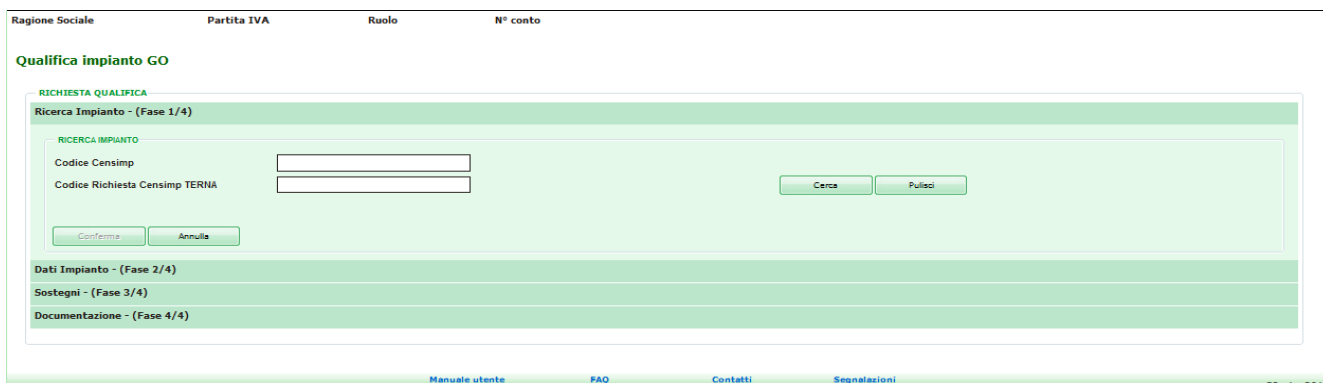 Ragione Sociale Partita IVA Ruolo N° conto
Qualifica impianto GO
RICHIESTA QUALIFICA
Ricerca Impianto - (Fase 1/4)
RICERCA IMPIANTO
Codice Censimp
Codice Richiesta Censimp TERNA Cerca Pulisci
Conferma Annulla
Dati Impianto - (Fase 2/4)
Sostegni - (Fase 3/4)
Documentazione - (Fase 4/4)
Manuale utente FAQ Contatti Segnalazioni